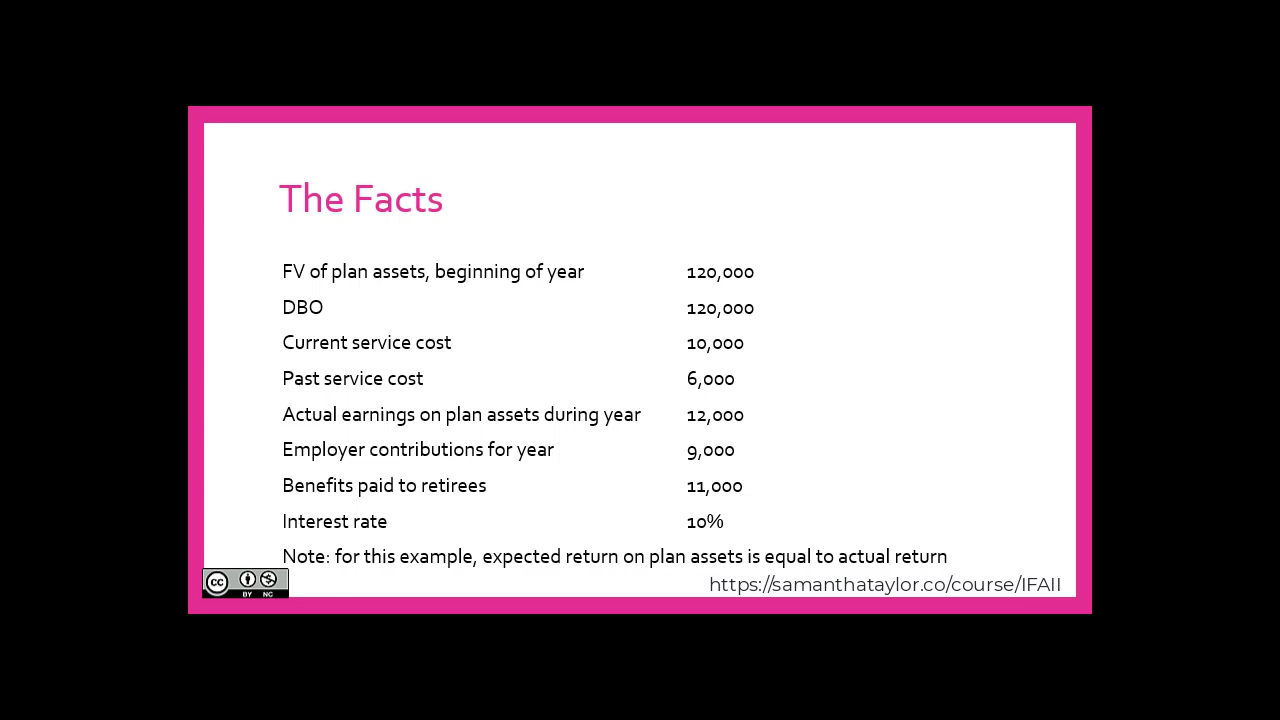 The Facts
FV of plan assets, beginning of year 120,000
DBO 120,000
Current service cost 10,000
Past service cost 6,000
Actual earnings on plan assets during year 12,000
Employer contributions for year 9,000
Benefits paid to retirees 11,000
Interest rate 10%
Note: for this example, expected return on plan assets is equal to actual return
https://samanthataylor.co/course/IFAII
cc
BY NC